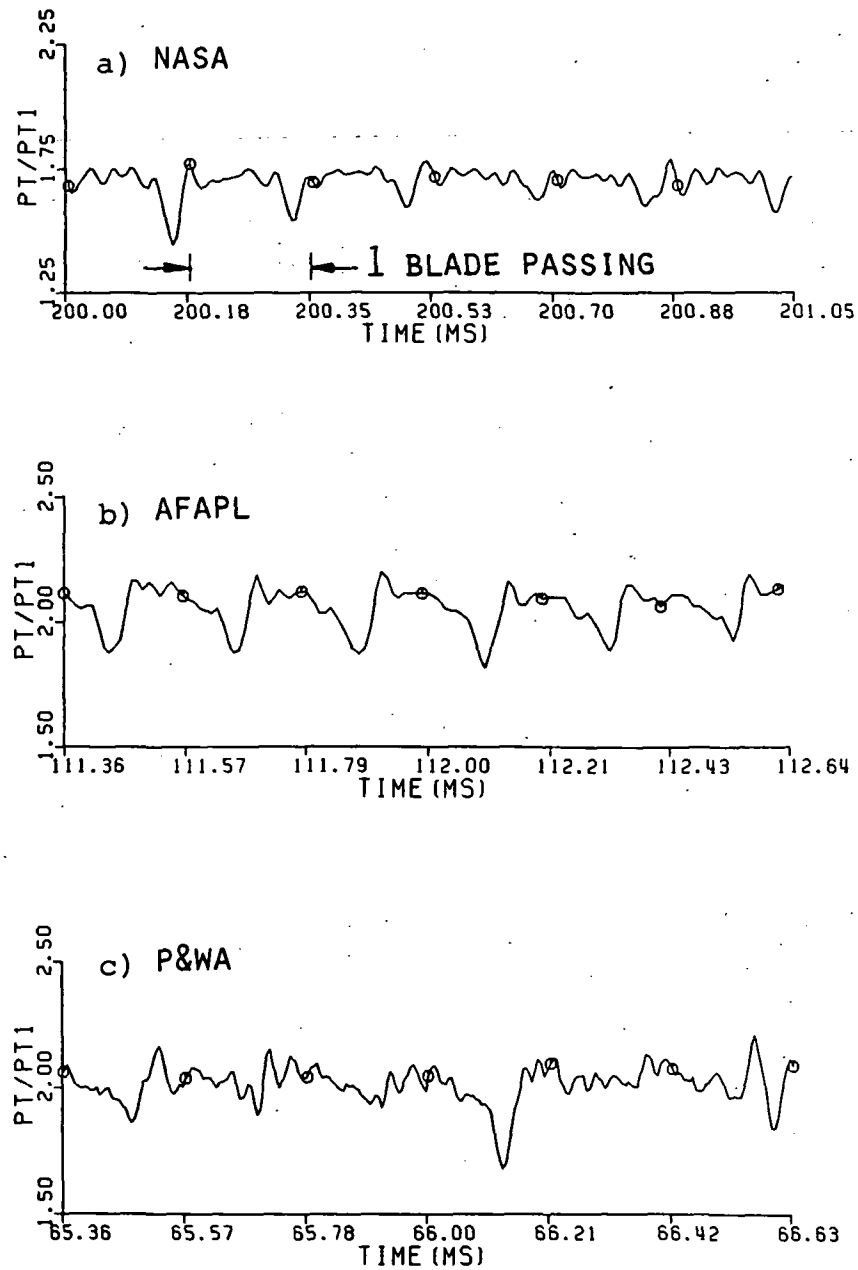 a) NASA
PT/PT1
2.25
1.75
1.25
1 BLADE PASSING
200.00 200.18 200.35 200.53 200.70 200.88 201.05
TIME (MS)
b) AFAPL
PT/PT1
2.50
2.00
1.50
111.36 111.57 111.79 112.00 112.21 112.43 112.64
TIME (MS)
c) P&WA
PT/PT1
2.50
2.00
1.50
65.36 65.57 65.78 66.00 66.21 66.42 66.63
TIME (MS)